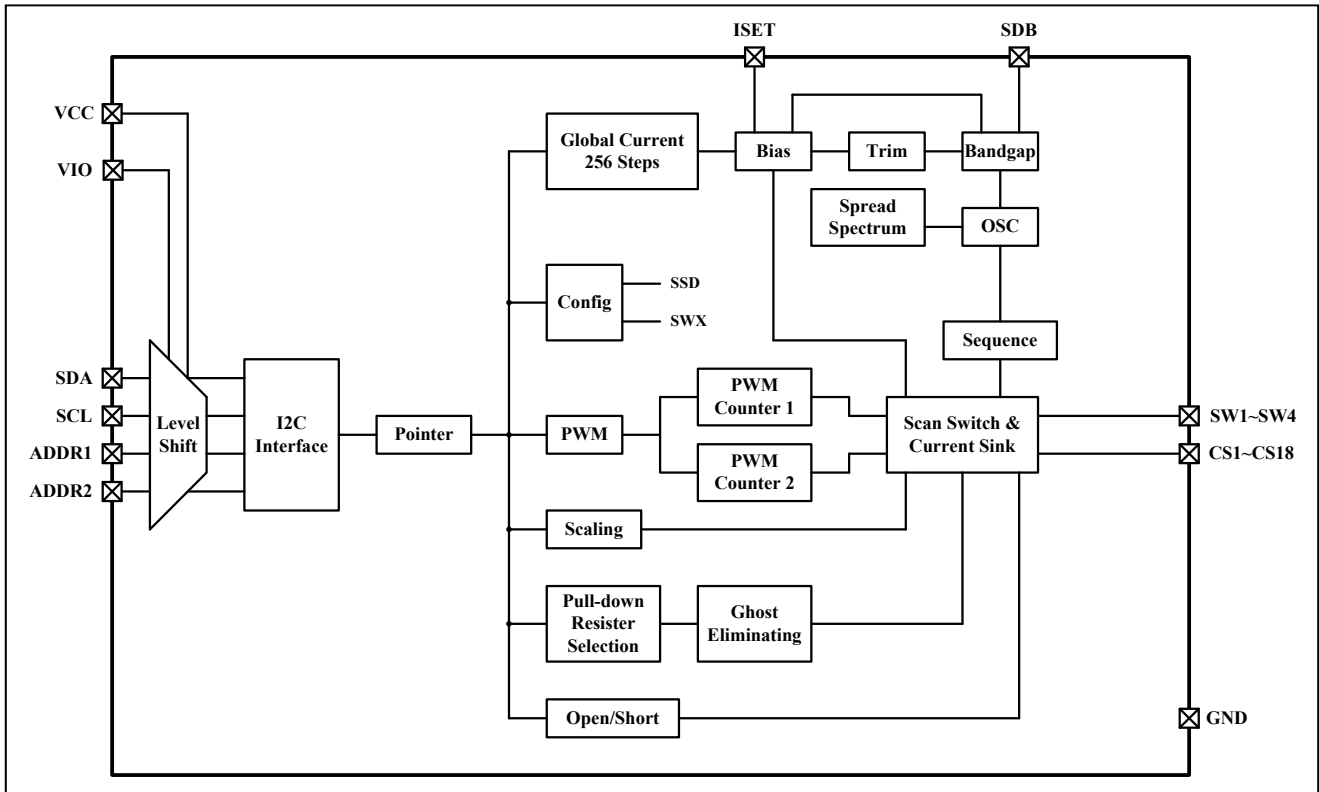 ISET
SDB
VCC
VIO
Global Current
256 Steps
Bias
Trim
Bandgap
Spread
Spectrum
OSC
Config
SSD
SWX
Sequence
SDA
SCL
ADDR1
ADDR2
Level
Shift
I2C
Interface
Pointer
PWM
PWM
Counter 1
PWM
Counter 2
Scan Switch &
Current Sink
SW1~SW4
CS1~CS18
Scaling
Pull-down
Resister
Selection
Ghost
Eliminating
Open/Short
GND